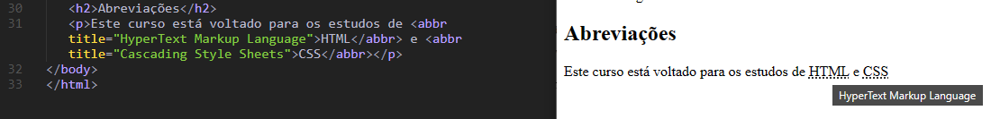 30 <h2>Abreviações</h2>
31 <p>Este curso está voltado para os estudos de <abbr
title="HyperText Markup Language">HTML</abbr> e <abbr
title="Cascading Style Sheets">CSS</abbr></p>
32 </body>
33 </html>
Abreviações
Este curso está voltado para os estudos de HTML e CSS
HyperText Markup Language